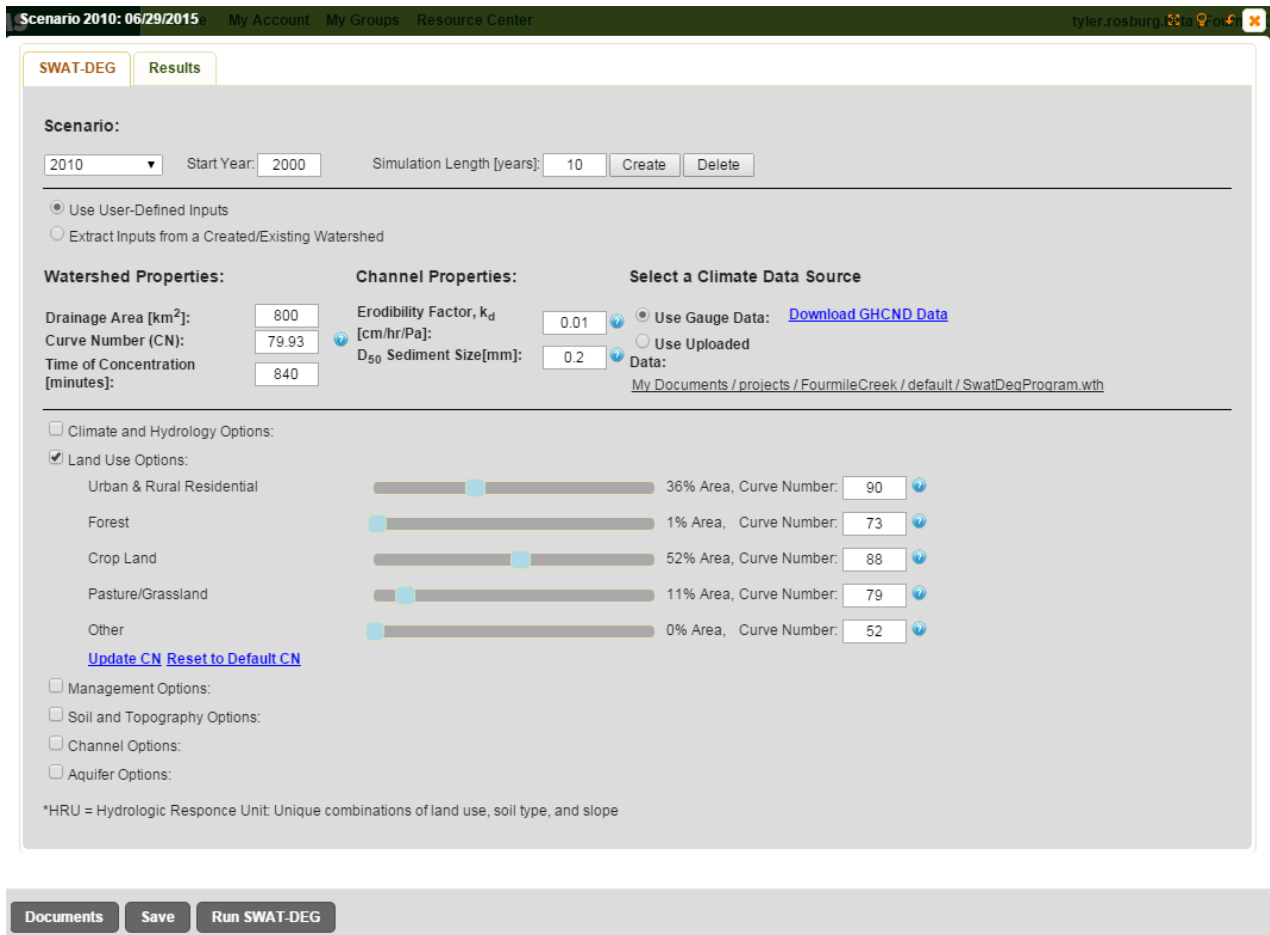 Scenario 2010: 06/29/2015 My Account My Groups Resource Center tyler.rosburg.
SWAT-DEG Results
Scenario:
2010 Start Year: 2000 Simulation Length [years]: 10 Create Delete
Use User-Defined Inputs
Extract Inputs from a Created/Existing Watershed
Watershed Properties: Channel Properties: Select a Climate Data Source
Drainage Area [km2]: 800 Erodibility Factor, kd [cm/hr/Pa]: 0.01 Use Gauge Data: Download GHCND Data
Curve Number (CN): 79.93 D50 Sediment Size[mm]: 0.2 Use Uploaded Data:
Time of Concentration [minutes]: 840 My Documents / projects / FourmileCreek / default / SwatDegProgram.wth
Climate and Hydrology Options:
Land Use Options:
Urban & Rural Residential 36% Area, Curve Number: 90
Forest 1% Area, Curve Number: 73
Crop Land 52% Area, Curve Number: 88
Pasture/Grassland 11% Area, Curve Number: 79
Other 0% Area, Curve Number: 52
Update CN Reset to Default CN
Management Options:
Soil and Topography Options:
Channel Options:
Aquifer Options:
*HRU = Hydrologic Responce Unit: Unique combinations of land use, soil type, and slope
Documents Save Run SWAT-DEG